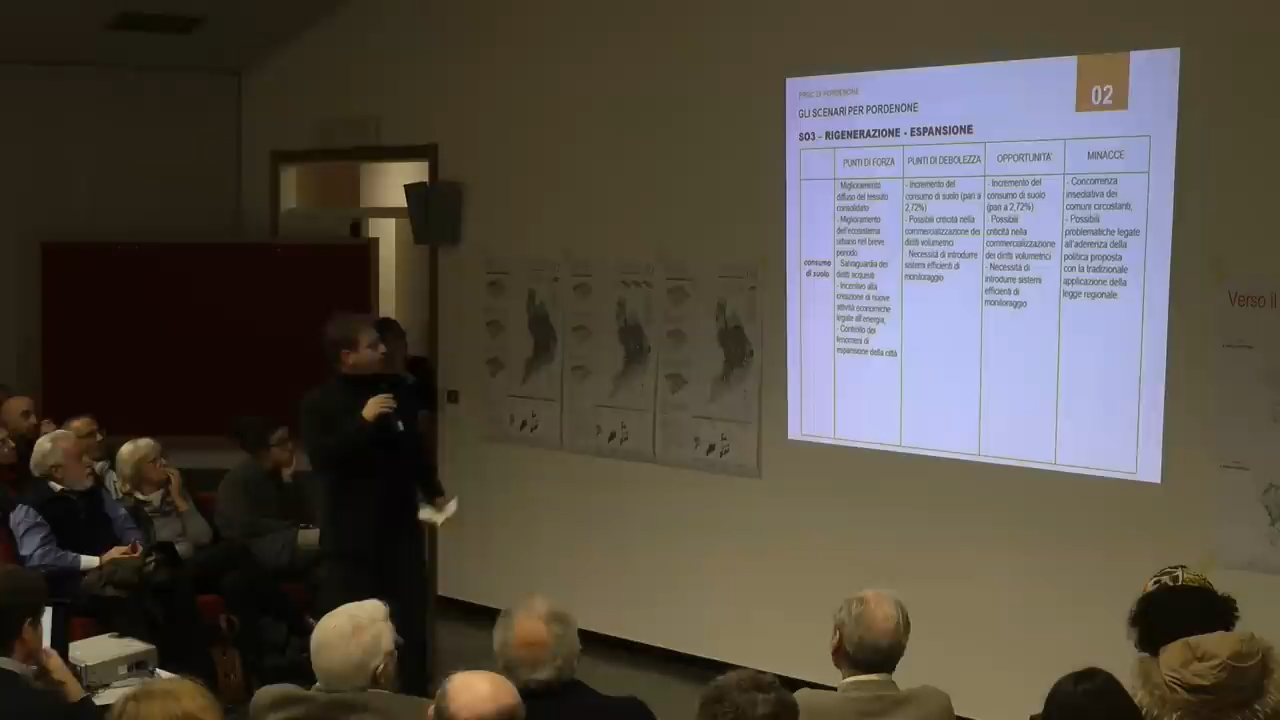 PRGC DI PORDENONE
02
GLI SCENARI PER PORDENONE
SO3 – RIGENERAZIONE - ESPANSIONE
PUNTI DI FORZA
PUNTI DI DEBOLEZZA
OPPORTUNITA'
MINACCE
consumo
di suolo
Miglioramento
diffuso del tessuto
consolidato
- Miglioramento
dell'ecosistema
urbano nel breve
periodo
- Salvaguardia dei
diritti acquisiti
- Incentivo alla
creazione di nuove
attività economiche
legate all'energia,
- Controllo dei
fenomeni di
espansione della città
- Incremento del
consumo di suolo (pari a
2,72%)
- Possibili criticità nella
commercializzazione dei
diritti volumetrici
- Necessità di introdurre
sistemi efficienti di
monitoraggio
- Incremento del
consumo di suolo
(pari a 2,72%)
- Possibili
criticità nella
commercializzazione
dei diritti volumetrici
- Necessità di
introdurre sistemi
efficienti di
monitoraggio
- Concorrenza
insediativa dei
comuni circostanti,
- Possibili
problematiche legate
all'aderenza della
politica proposta
con la tradizionale
applicazione della
legge regionale.
Verso il